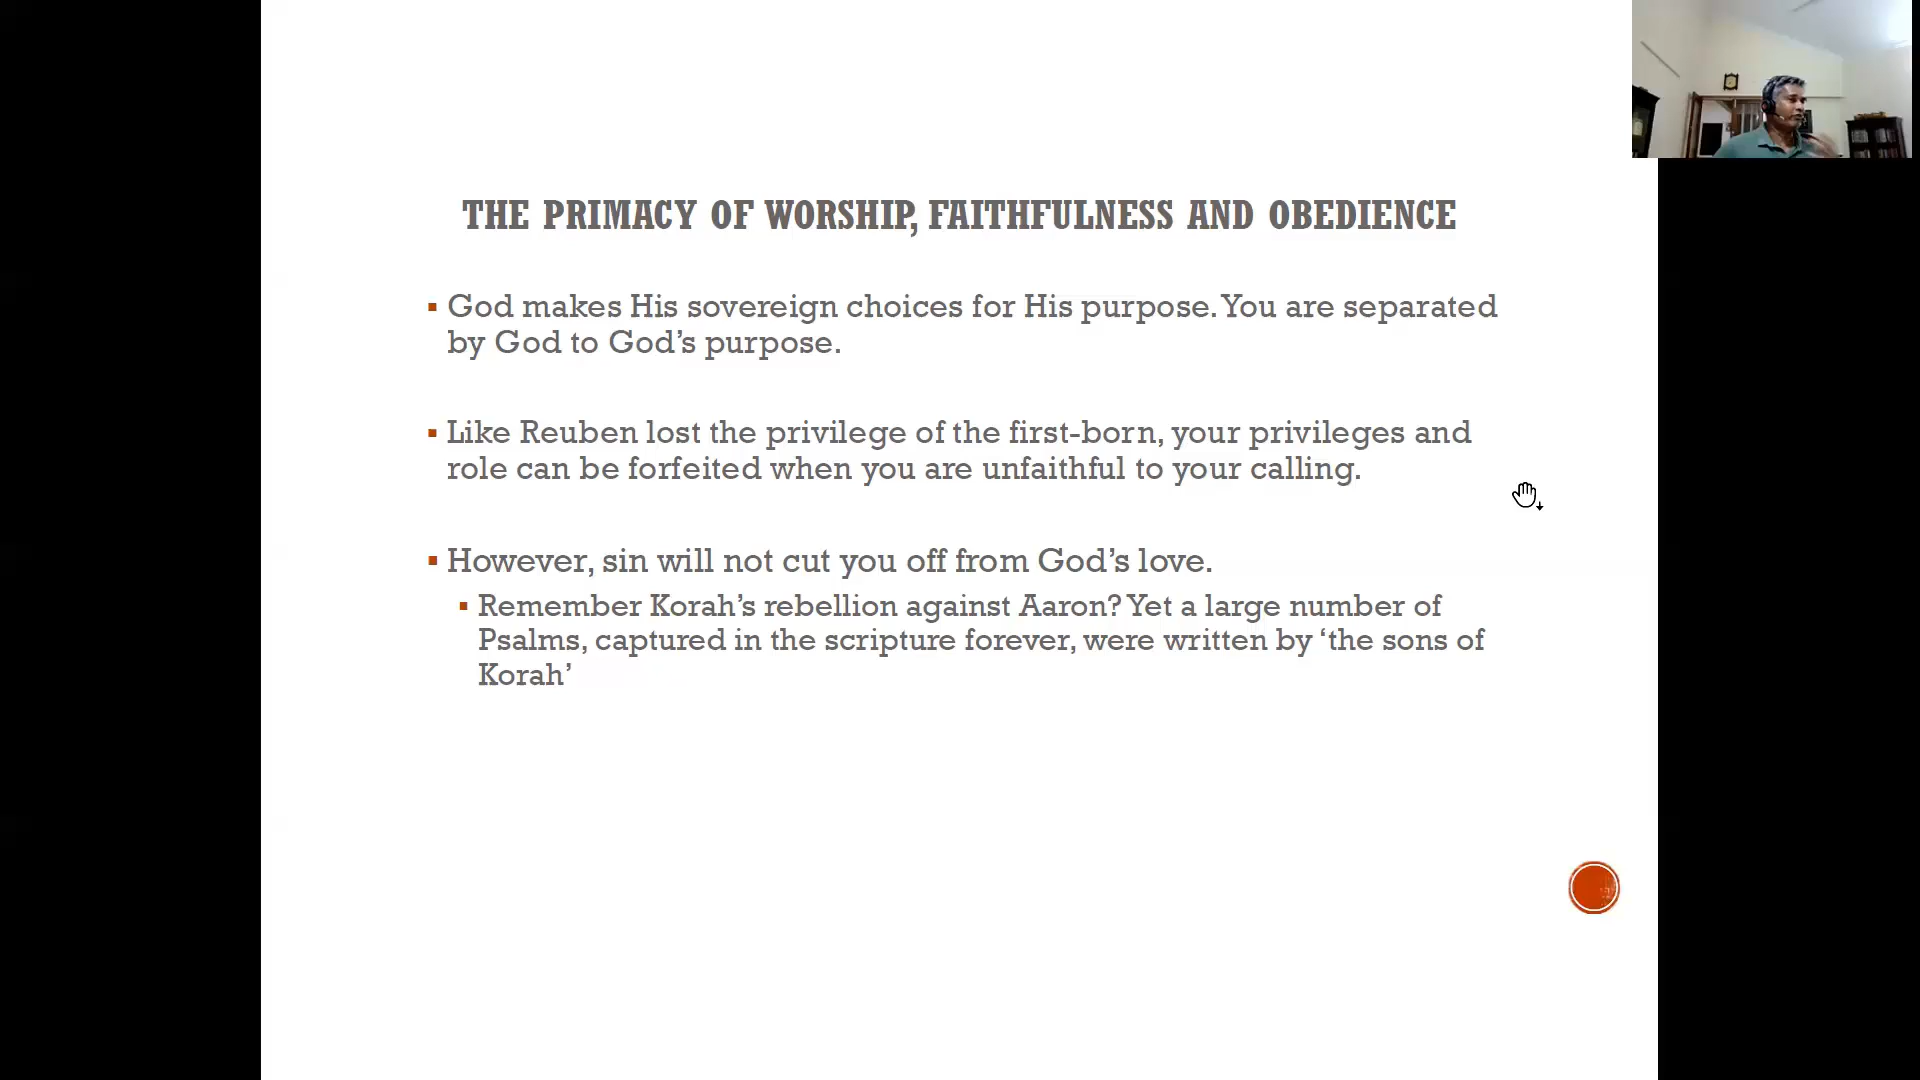 THE PRIMACY OF WORSHIP, FAITHFULNESS AND OBEDIENCE
God makes His sovereign choices for His purpose. You are separated
by God to God’s purpose.
Like Reuben lost the privilege of the first-born, your privileges and
role can be forfeited when you are unfaithful to your calling.
However, sin will not cut you off from God’s love.
Remember Korah’s rebellion against Aaron? Yet a large number of
Psalms, captured in the scripture forever, were written by ‘the sons of
Korah’